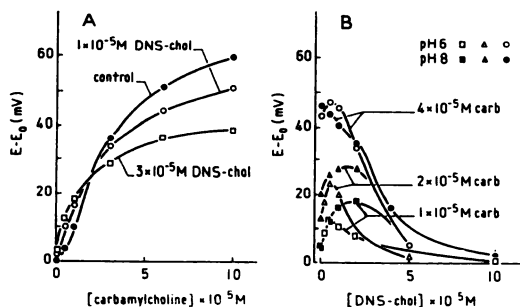 A
1×10⁻⁵M DNS-chol
control
3×10⁻⁵M DNS-chol
E-E₀ (mV)
60
40
20
0
0 5 10
[carbamylcholine] ×10⁵M
B
pH6
pH8
4×10⁻⁵M carb
2×10⁻⁵M carb
1×10⁻⁵M carb
E-E₀ (mV)
60
40
20
0
0 5 10
[DNS-chol] ×10⁵M